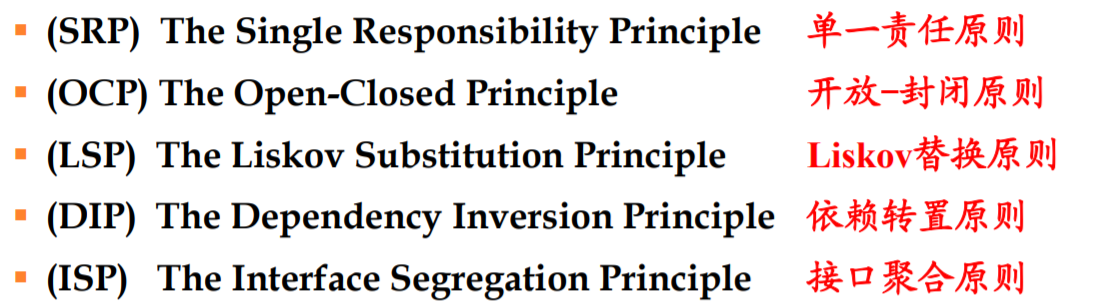 (SRP) The Single Responsibility Principle 单一责任原则
(OCP) The Open-Closed Principle 开放-封闭原则
(LSP) The Liskov Substitution Principle Liskov替换原则
(DIP) The Dependency Inversion Principle 依赖转置原则
(ISP) The Interface Segregation Principle 接口聚合原则